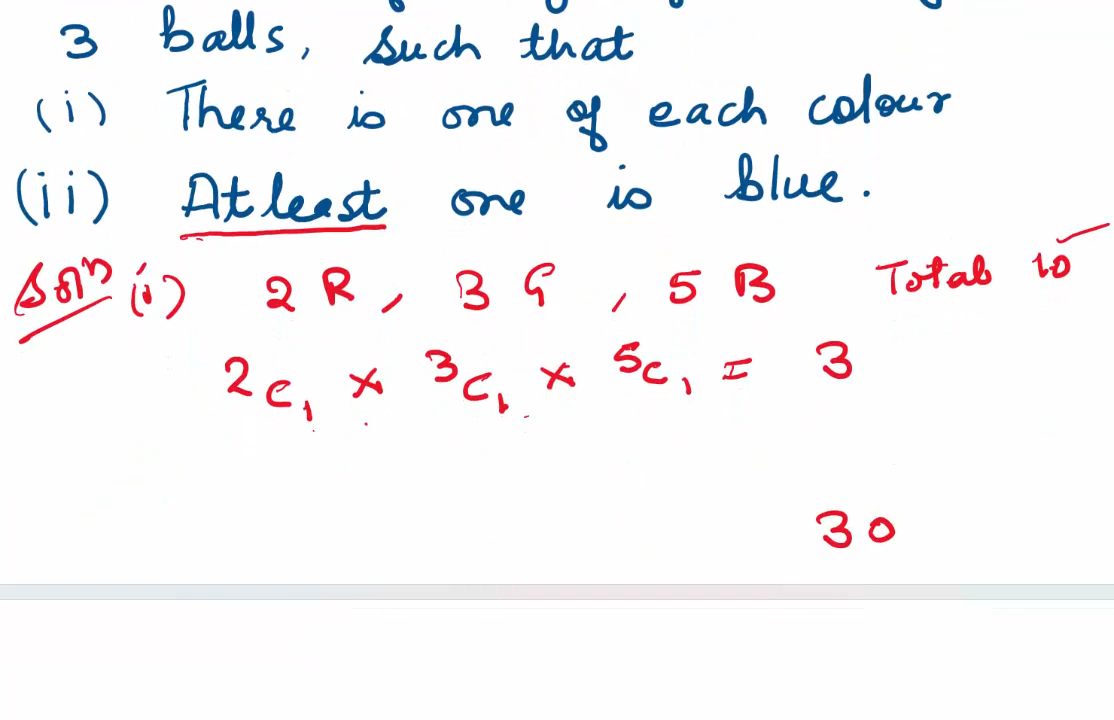 3 balls, such that
(i) There is one of each colour
(ii) Atleast one is blue.
Solⁿ (i) 2 R, 3 G, 5 B Total 10
2c₁ × 3c₁ × 5c₁ = 3
30